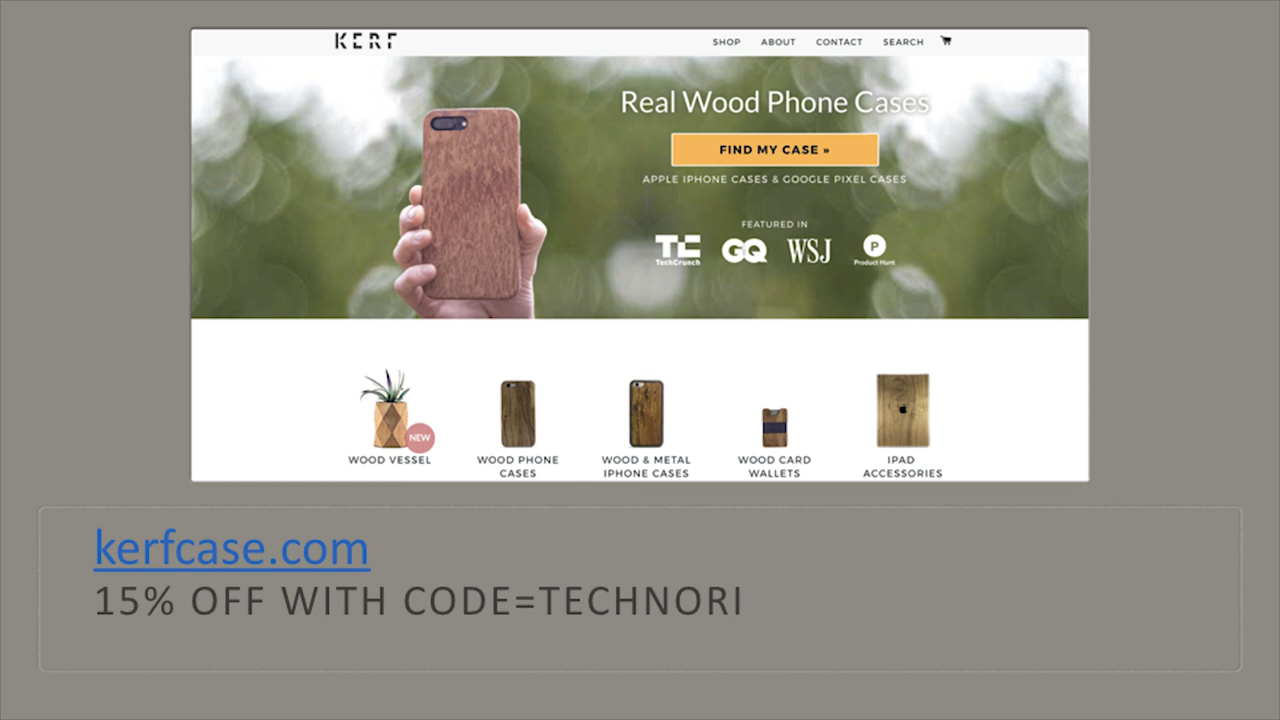 KERF
SHOP ABOUT CONTACT SEARCH
Real Wood Phone Cases
FIND MY CASE »
APPLE IPHONE CASES & GOOGLE PIXEL CASES
FEATURED IN
TC GQ WSJ P
TechCrunch Product Hunt
NEW
WOOD VESSEL
WOOD PHONE
CASES
WOOD & METAL
IPHONE CASES
WOOD CARD
WALLETS
IPAD
ACCESSORIES
kerfcase.com
15% OFF WITH CODE=TECHNORI